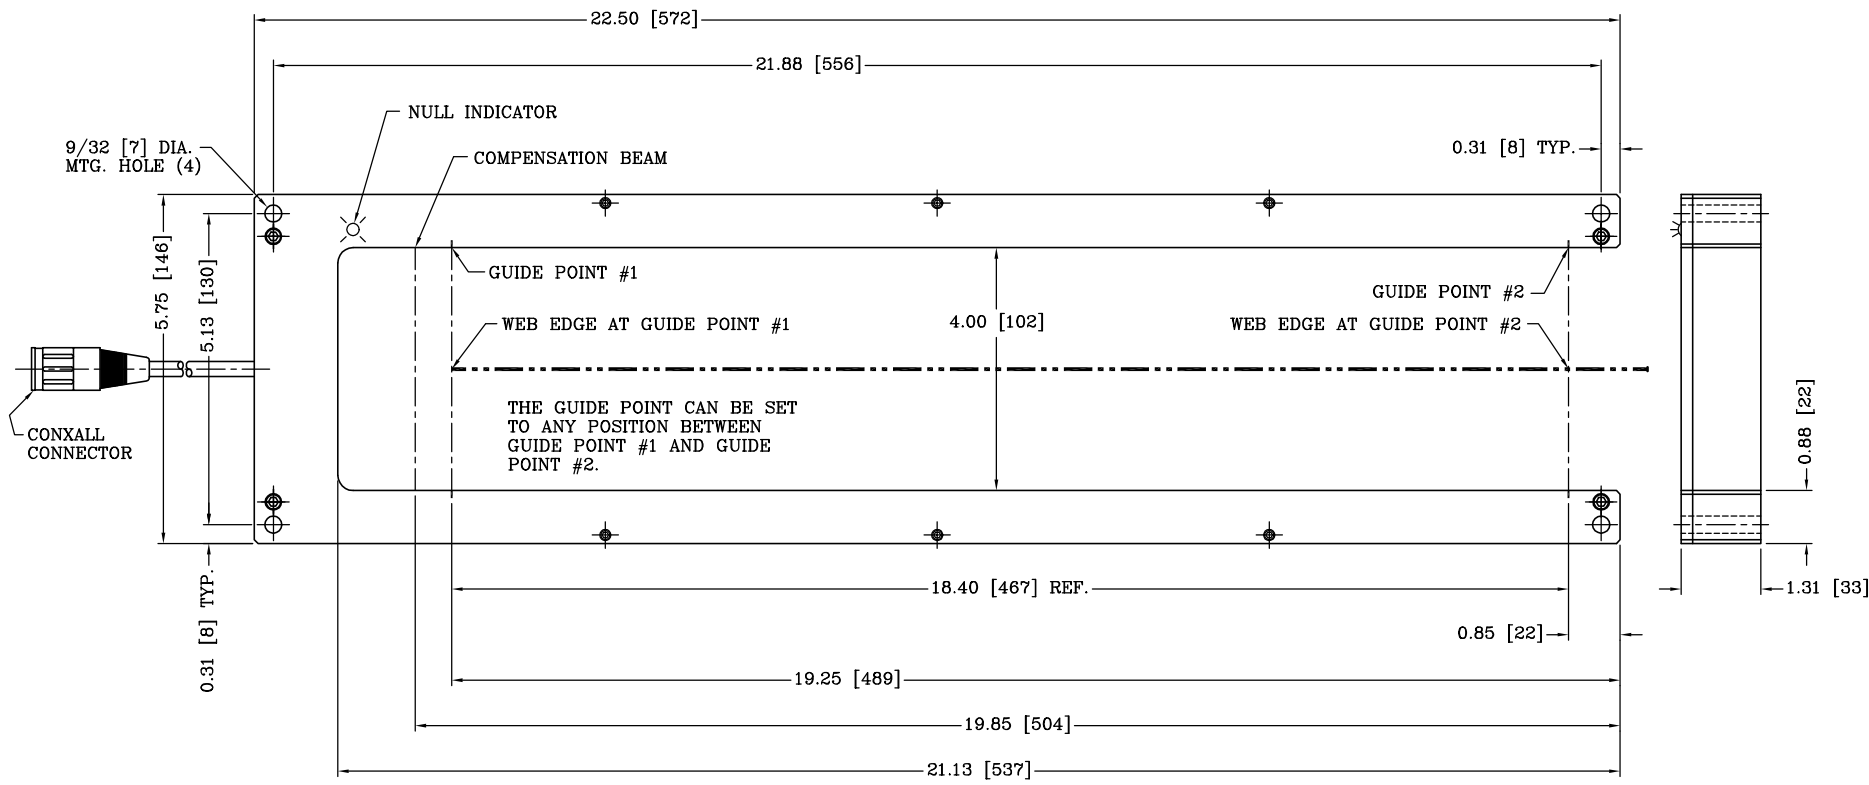 22.50 [572]
21.88 [556]
NULL INDICATOR
9/32 [7] DIA.
MTG. HOLE (4)
COMPENSATION BEAM
0.31 [8] TYP.
5.75 [146]
5.13 [130]
GUIDE POINT #1
GUIDE POINT #2
WEB EDGE AT GUIDE POINT #1
4.00 [102]
WEB EDGE AT GUIDE POINT #2
THE GUIDE POINT CAN BE SET
TO ANY POSITION BETWEEN
GUIDE POINT #1 AND GUIDE
POINT #2.
CONXALL
CONNECTOR
0.88 [22]
0.31 [8] TYP.
18.40 [467] REF.
1.31 [33]
0.85 [22]
19.25 [489]
19.85 [504]
21.13 [537]